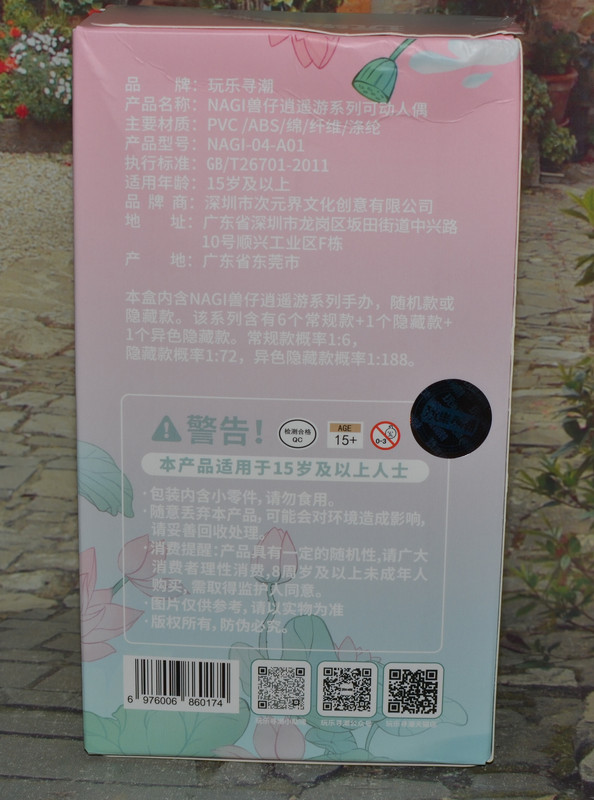 品　　牌：玩乐寻潮
产品名称：NAGI兽仔逍遥游系列可动人偶
主要材质：PVC /ABS/绵/纤维/涤纶
产品型号：NAGI-04-A01
执行标准：GB/T26701-2011
适用年龄：15岁及以上
品 牌 商：深圳市次元界文化创意有限公司
地　　址：广东省深圳市龙岗区坂田街道中兴路
10号顺兴工业区F栋
产　　地：广东省东莞市
本盒内含NAGI兽仔逍遥游系列手办，随机款或
隐藏款。该系列含有6个常规款+1个隐藏款+
1个异色隐藏款。常规款概率1:6，
隐藏款概率1:72，异色隐藏款概率1:188。
警告！
检测合格
QC
AGE
15+
0-3
本产品适用于15岁及以上人士
·包装内含小零件，请勿食用。
·随意丢弃本产品，可能会对环境造成影响，
请妥善回收处理。
·消费提醒：产品具有一定的随机性，请广大
消费者理性消费，8周岁及以上未成年人
购买，需取得监护人同意。
·图片仅供参考，请以实物为准
·版权所有，防伪必究。
6 976006 860174
玩乐寻潮小助理 玩乐寻潮公众号